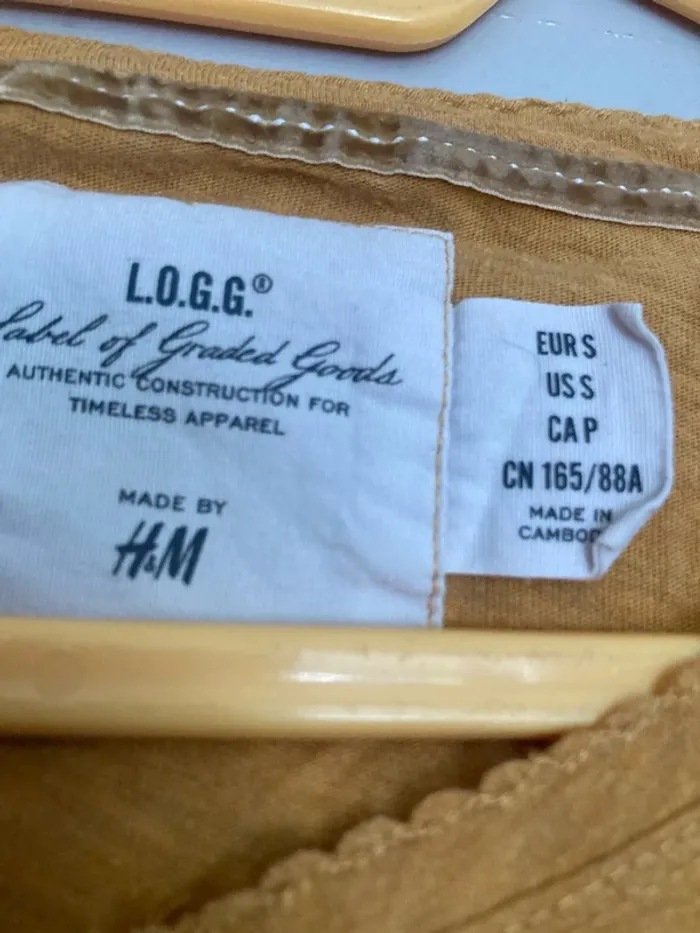 L.O.G.G.®
Label of Graded Goods
AUTHENTIC CONSTRUCTION FOR
TIMELESS APPAREL
MADE BY
H&M
EUR S
US S
CA P
CN 165/88A
MADE IN